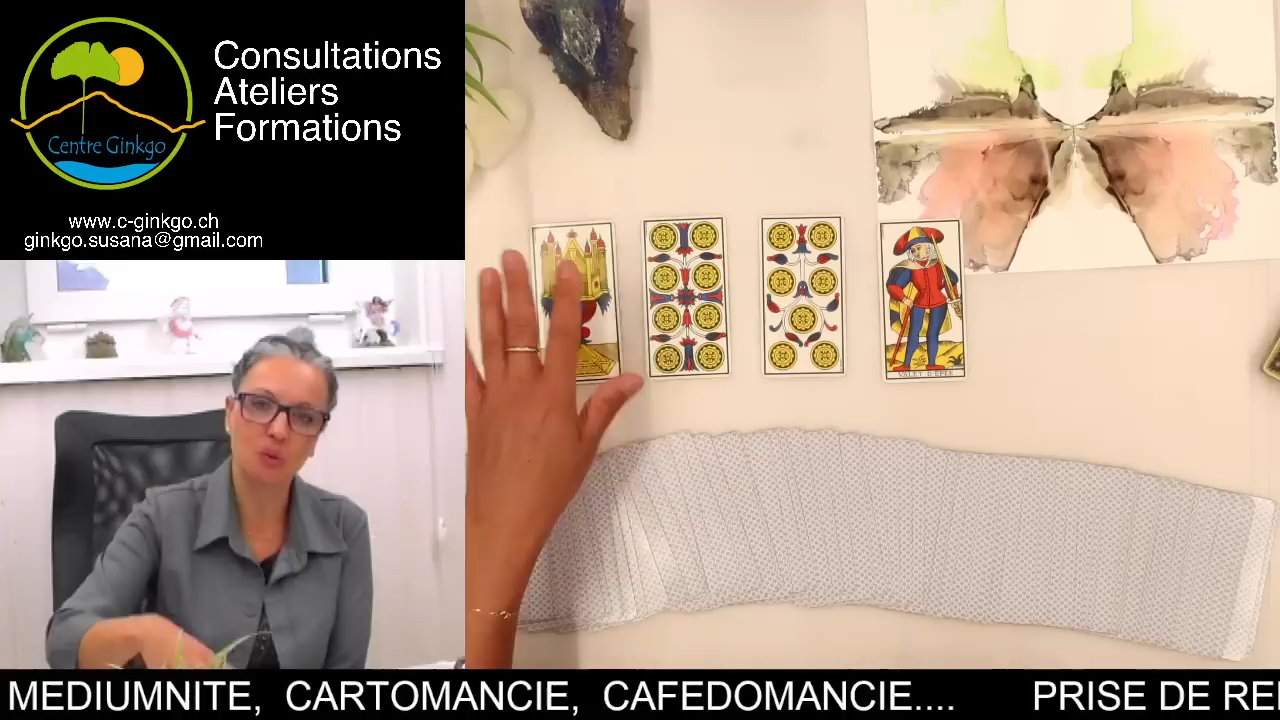 Consultations
Ateliers
Formations
Centre Ginkgo
www.c-ginkgo.ch
ginkgo.susana@gmail.com
VALET D EPEE
MEDIUMNITE, CARTOMANCIE, CAFEDOMANCIE.... PRISE DE